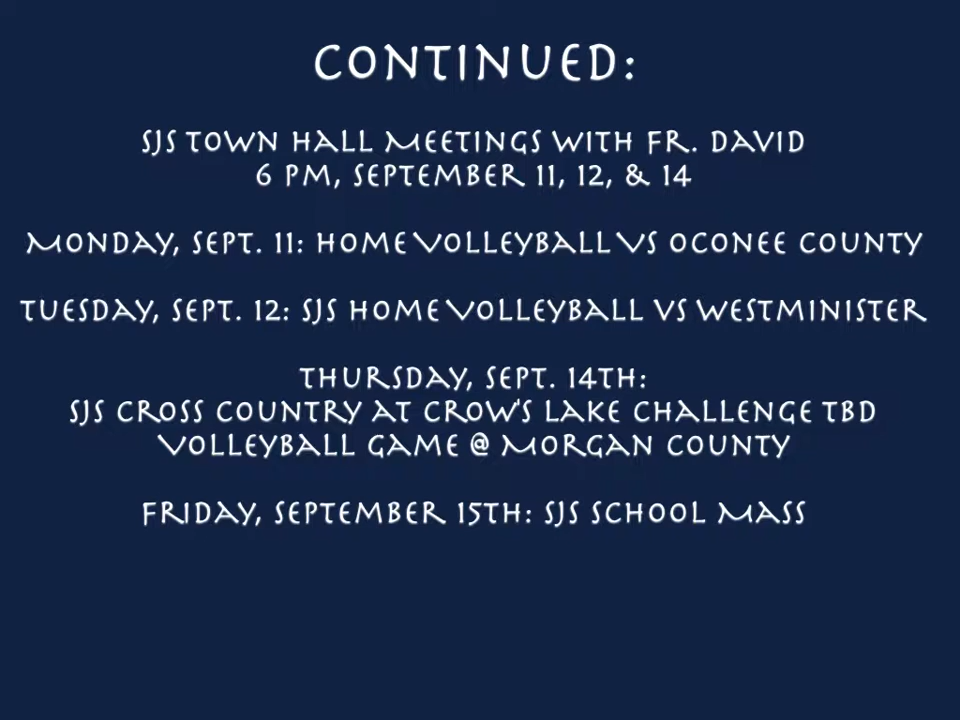 CONTINUED:
SJS TOWN HALL MEETINGS WITH FR. DAVID
6 PM, SEPTEMBER 11, 12, & 14
MONDAY, SEPT. 11: HOME VOLLEYBALL VS OCONEE COUNTY
TUESDAY, SEPT. 12: SJS HOME VOLLEYBALL VS WESTMINISTER
THURSDAY, SEPT. 14TH:
SJS CROSS COUNTRY AT CROW'S LAKE CHALLENGE TBD
VOLLEYBALL GAME @ MORGAN COUNTY
FRIDAY, SEPTEMBER 15TH: SJS SCHOOL MASS